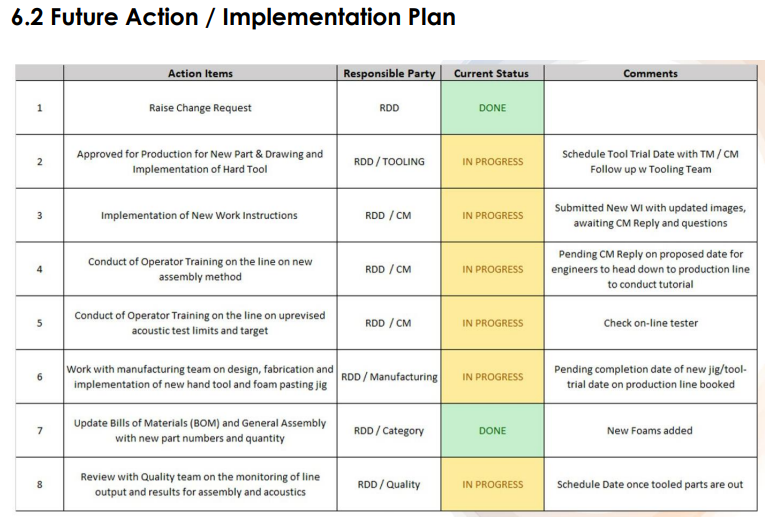 6.2 Future Action / Implementation Plan
Action Items Responsible Party Current Status Comments
1 Raise Change Request RDD DONE
2 Approved for Production for New Part & Drawing and
Implementation of Hard Tool RDD / TOOLING IN PROGRESS Schedule Tool Trial Date with TM / CM
Follow up w Tooling Team
3 Implementation of New Work Instructions RDD / CM IN PROGRESS Submitted New WI with updated images,
awaiting CM Reply and questions
4 Conduct of Operator Training on the line on new
assembly method RDD / CM IN PROGRESS Pending CM Reply on proposed date for
engineers to head down to production line
to conduct tutorial
5 Conduct of Operator Training on the line on uprevised
acoustic test limits and target RDD / CM IN PROGRESS Check on-line tester
6 Work with manufacturing team on design, fabrication and
implementation of new hand tool and foam pasting jig RDD / Manufacturing IN PROGRESS Pending completion date of new jig/tool-
trial date on production line booked
7 Update Bills of Materials (BOM) and General Assembly
with new part numbers and quantity RDD / Category DONE New Foams added
8 Review with Quality team on the monitoring of line
output and results for assembly and acoustics RDD / Quality IN PROGRESS Schedule Date once tooled parts are out